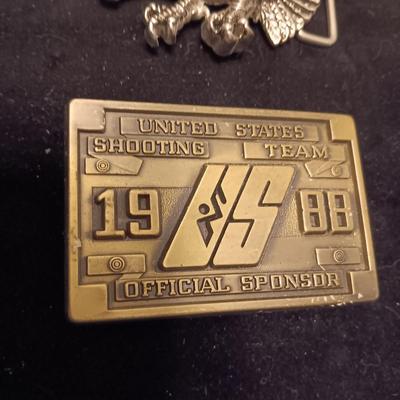 UNITED STATES
SHOOTING TEAM
19 US 88
OFFICIAL SPONSOR